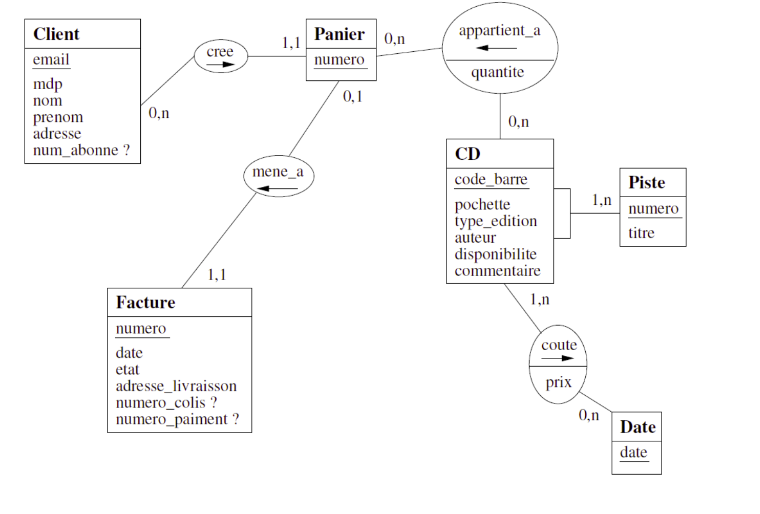 Client
email
mdp
nom
prenom
adresse
num_abonne ?
0,n
cree
1,1
Panier
numero
0,n
appartient_a
quantite
0,n
0,1
mene_a
1,1
CD
code_barre
pochette
type_edition
auteur
disponibilite
commentaire
1,n
Piste
numero
titre
Facture
numero
date
etat
adresse_livraisson
numero_colis ?
numero_paiment ?
1,n
coute
prix
0,n
Date
date